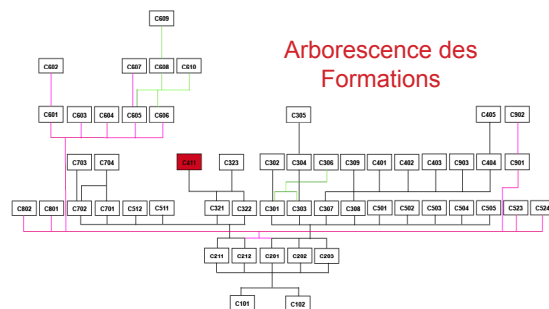 C609
Arborescence des
Formations
C602 C607 C608 C610
C601 C603 C604 C605 C606
C305 C405 C902
C703 C704 C411 C323 C302 C304 C306 C309 C401 C402 C403 C903 C404 C901
C802 C801 C702 C701 C512 C511 C321 C322 C301 C303 C307 C308 C501 C502 C503 C504 C505 C523 C524
C211 C212 C201 C202 C203
C101 C102